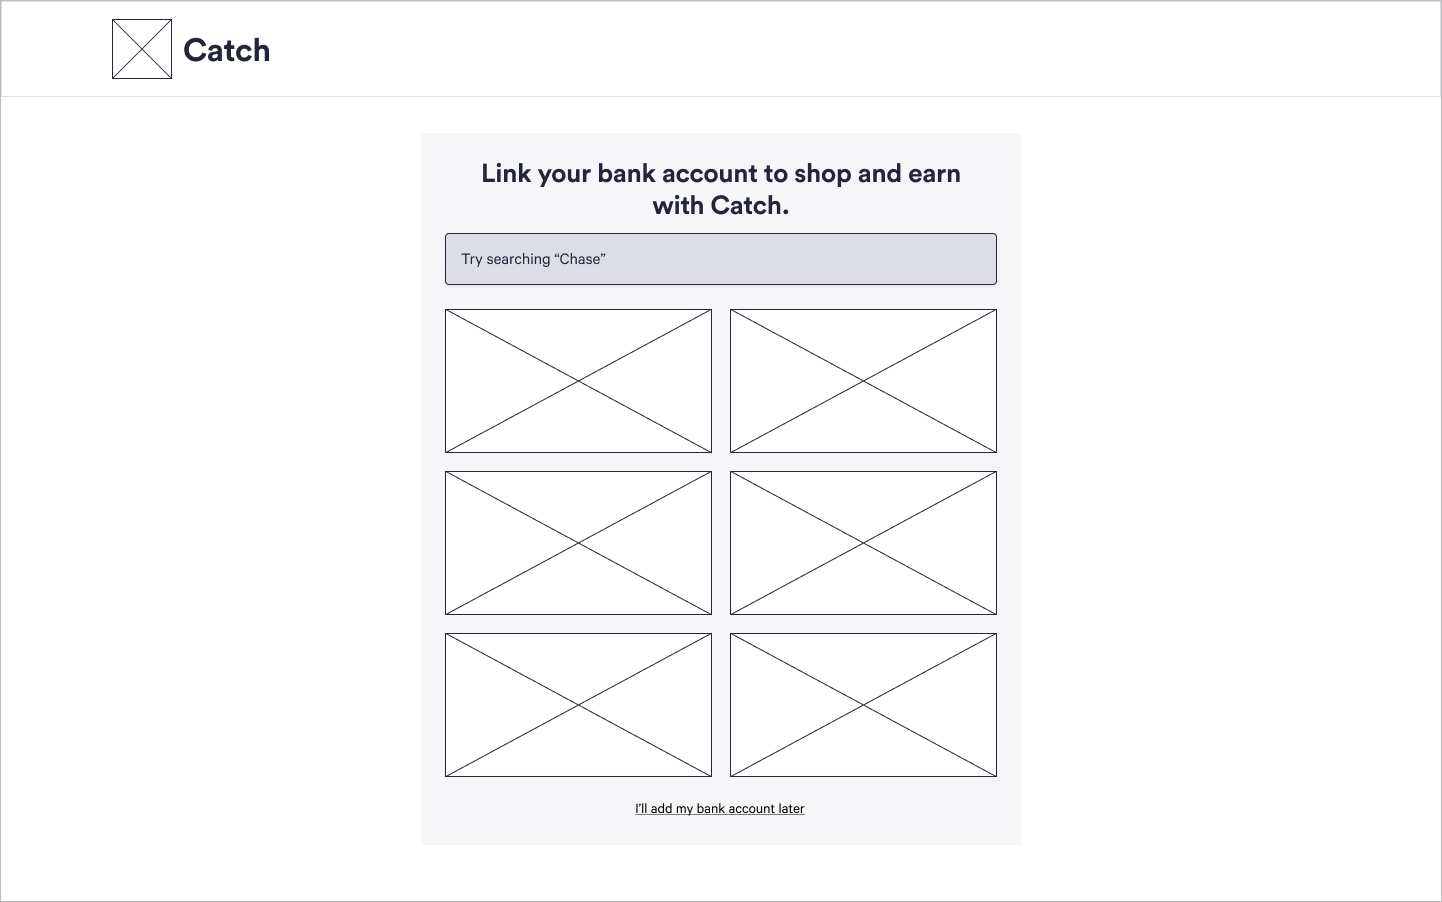 Catch
Link your bank account to shop and earn
with Catch.
Try searching “Chase”
I’ll add my bank account later